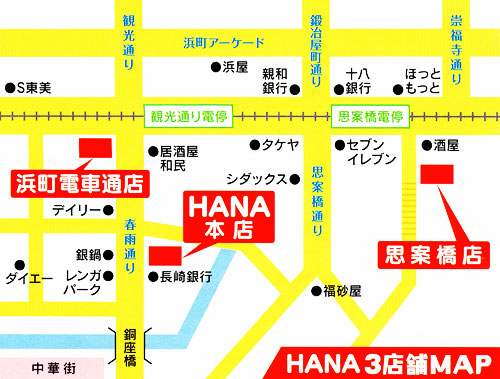 観光通り
浜町アーケード
鍛冶屋町通り
崇福寺通り
S東美
浜屋
親和
銀行
十八
銀行
ほっと
もっと
観光通り電停
思案橋電停
居酒屋
和民
タケヤ
セブン
イレブン
酒屋
浜町電車通店
シダックス
思案橋通り
デイリー
春雨通り
HANA
本店
思案橋店
銀鍋
ダイエー
レンガ
パーク
長崎銀行
福砂屋
銅座橋
中華街
HANA 3店舗MAP